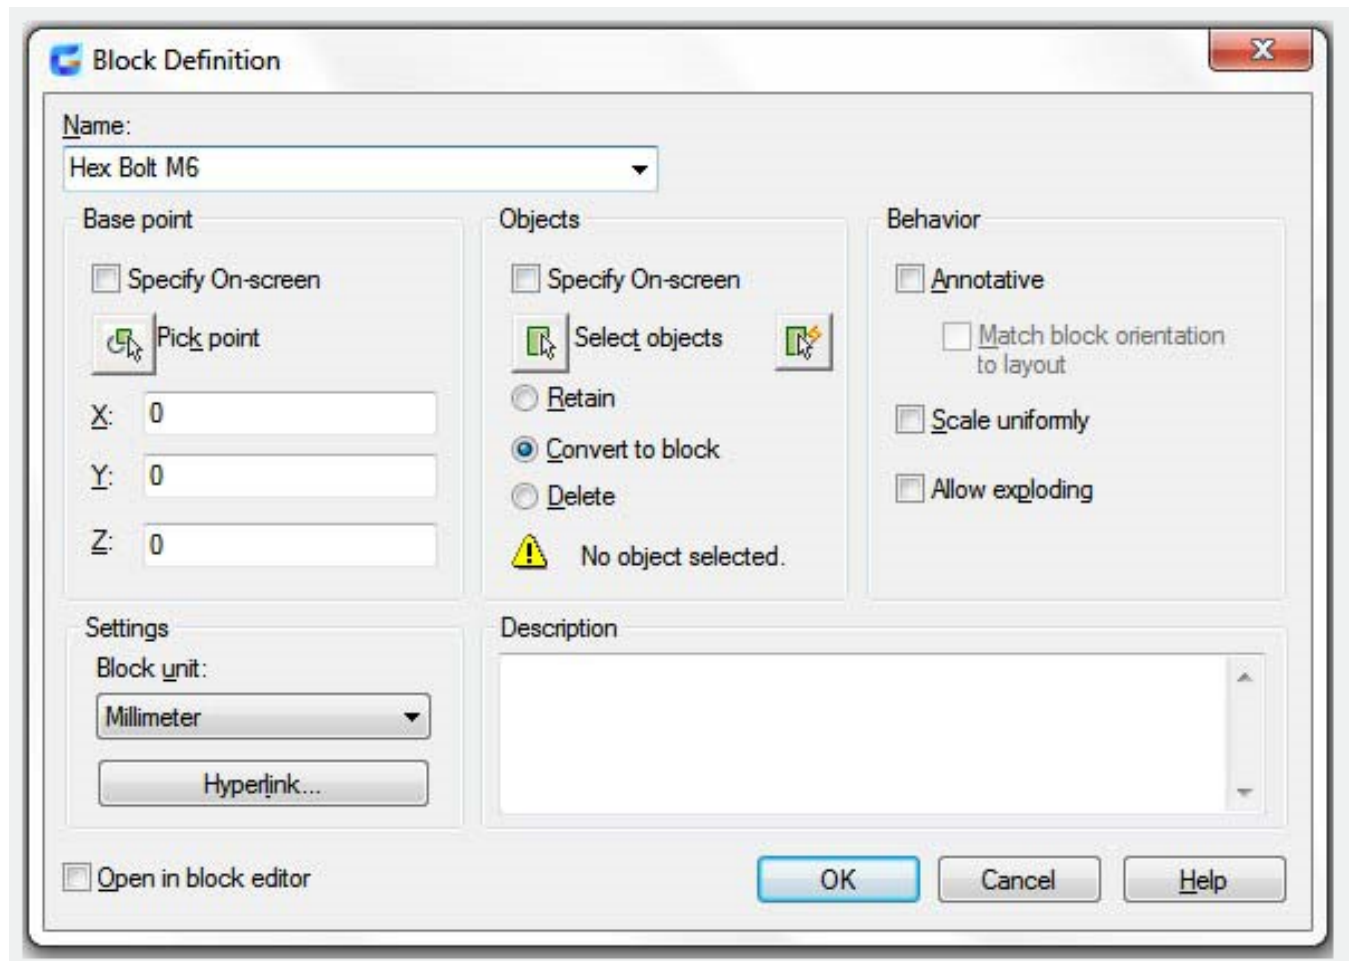 Block Definition
Name:
Hex Bolt M6
Base point
Specify On-screen
Pick point
X: 0
Y: 0
Z: 0
Objects
Specify On-screen
Select objects
Retain
Convert to block
Delete
No object selected.
Behavior
Annotative
Match block orientation
to layout
Scale uniformly
Allow exploding
Settings
Block unit:
Millimeter
Hyperlink...
Description
Open in block editor
OK
Cancel
Help